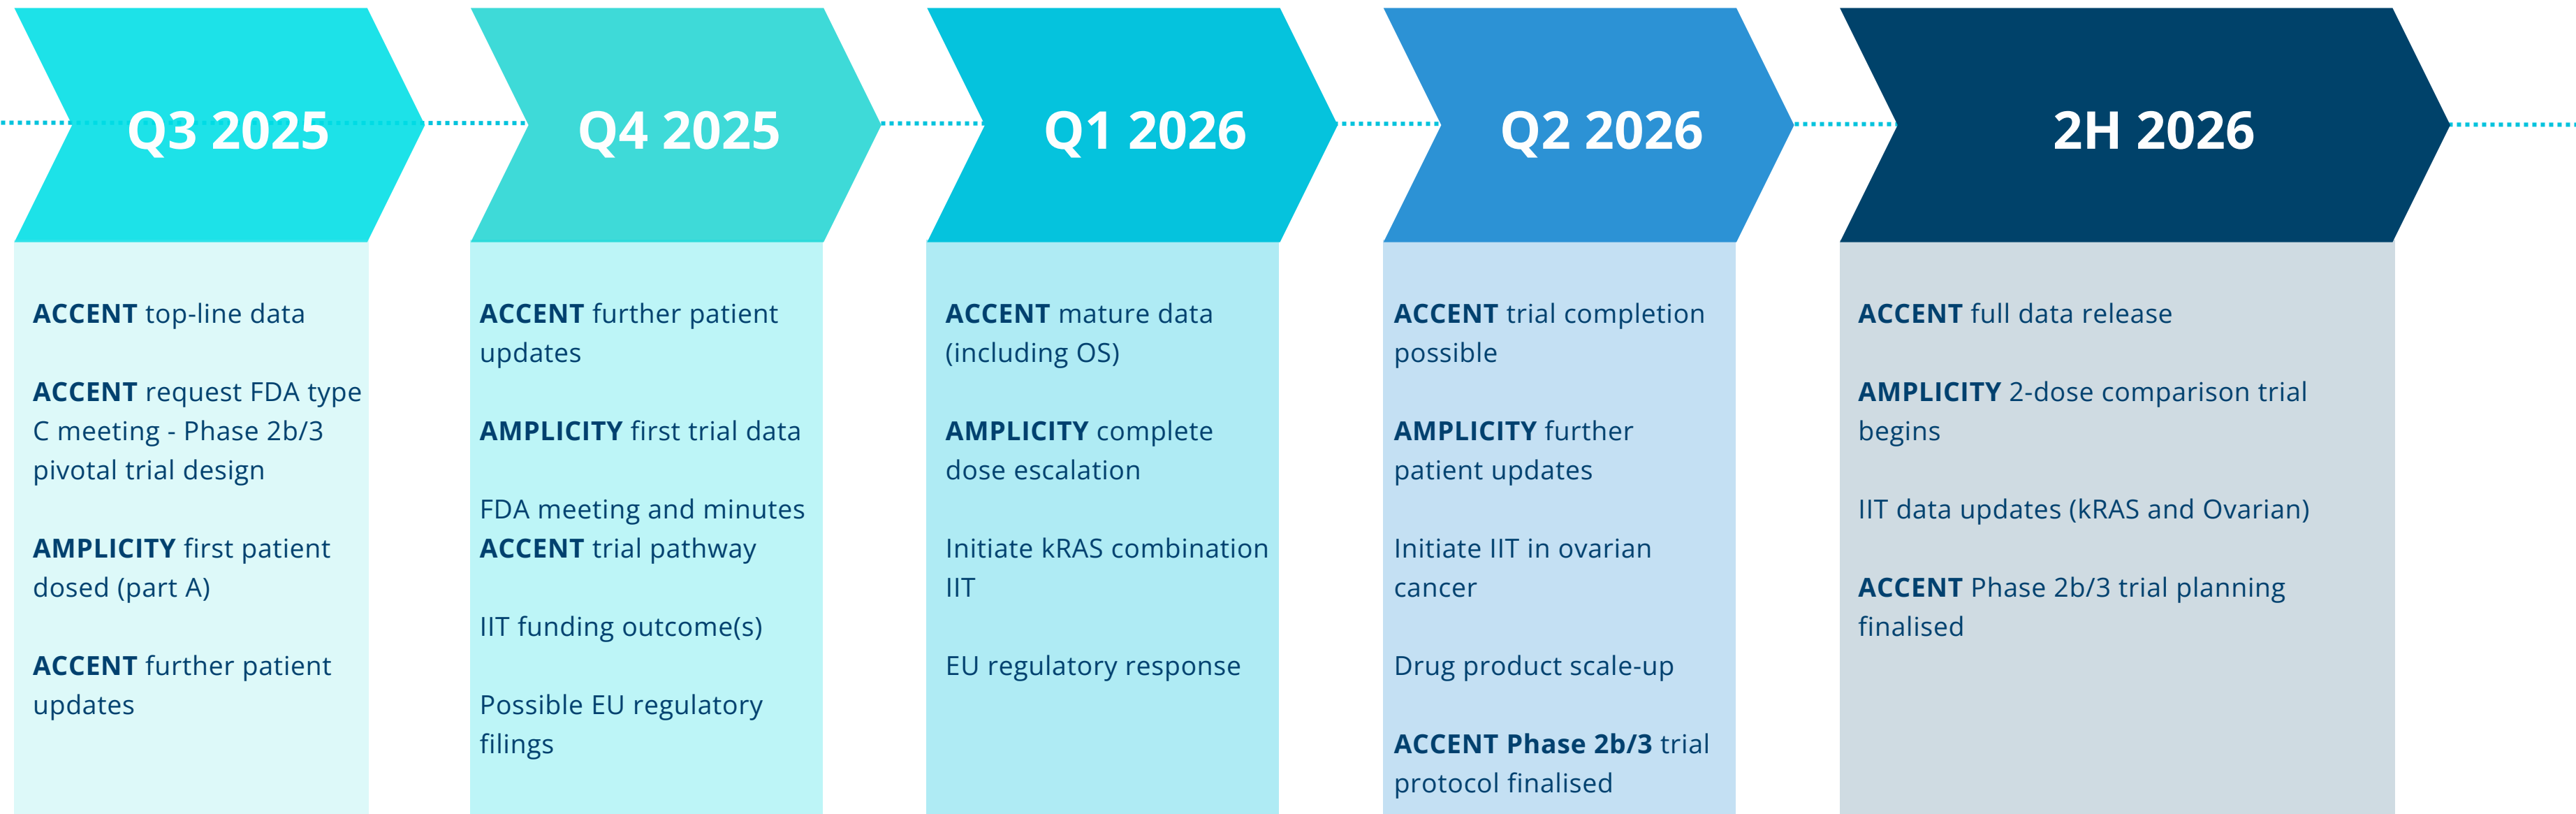 Q3 2025
ACCENT top-line data
ACCENT request FDA type
C meeting - Phase 2b/3
pivotal trial design
AMPLICITY first patient
dosed (part A)
ACCENT further patient
updates
Q4 2025
ACCENT further patient
updates
AMPLICITY first trial data
FDA meeting and minutes
ACCENT trial pathway
IIT funding outcome(s)
Possible EU regulatory
filings
Q1 2026
ACCENT mature data
(including OS)
AMPLICITY complete
dose escalation
Initiate kRAS combination
IIT
EU regulatory response
Q2 2026
ACCENT trial completion
possible
AMPLICITY further
patient updates
Initiate IIT in ovarian
cancer
Drug product scale-up
ACCENT Phase 2b/3 trial
protocol finalised
2H 2026
ACCENT full data release
AMPLICITY 2-dose comparison trial
begins
IIT data updates (kRAS and Ovarian)
ACCENT Phase 2b/3 trial planning
finalised